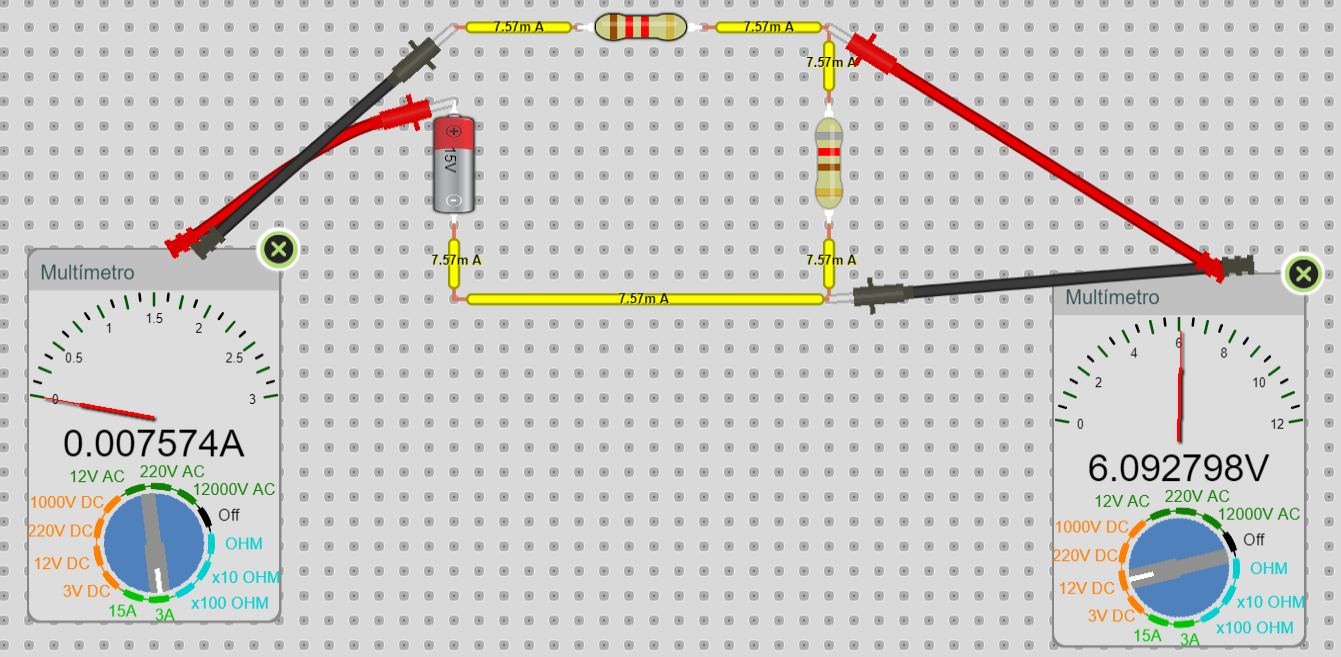 7.57m A
7.57m A
7.57m A
+
15V
-
7.57m A
7.57m A
7.57m A
Multímetro
0
0.5
1
1.5
2
2.5
3
0.007574A
12V AC
220V AC
12000V AC
1000V DC
Off
220V DC
OHM
12V DC
x10 OHM
3V DC
x100 OHM
15A
3A
Multímetro
0
2
4
6
8
10
12
6.092798V
12V AC
220V AC
12000V AC
1000V DC
Off
220V DC
OHM
12V DC
x10 OHM
3V DC
x100 OHM
15A
3A